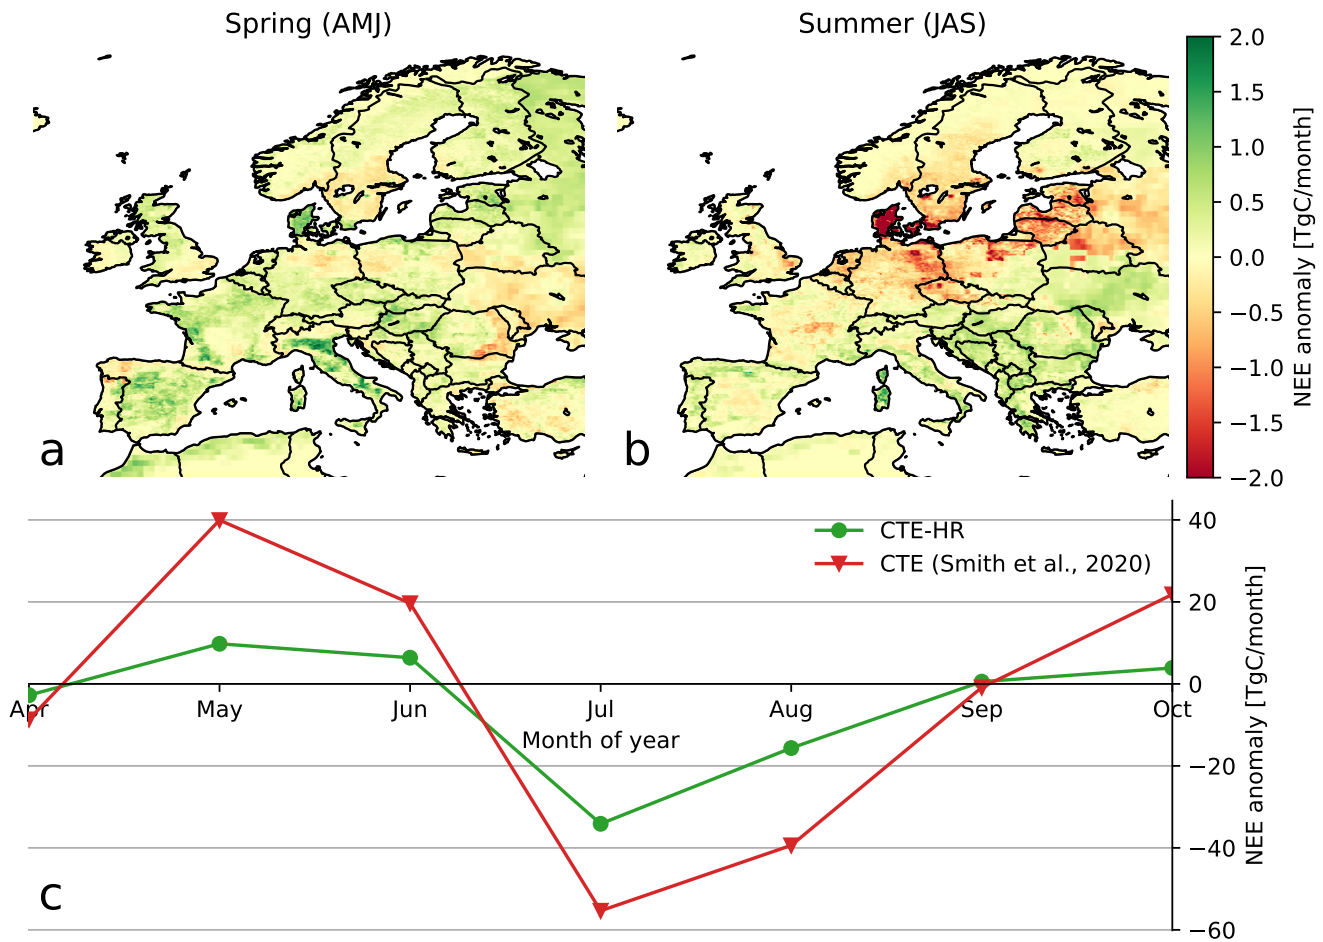 Spring (AMJ)
Summer (JAS)
a
b
2.0
1.5
1.0
0.5
0.0
−0.5
−1.0
−1.5
−2.0
NEE anomaly [TgC/month]
CTE-HR
CTE (Smith et al., 2020)
40
20
0
−20
−40
−60
NEE anomaly [TgC/month]
Apr
May
Jun
Jul
Aug
Sep
Oct
Month of year
c